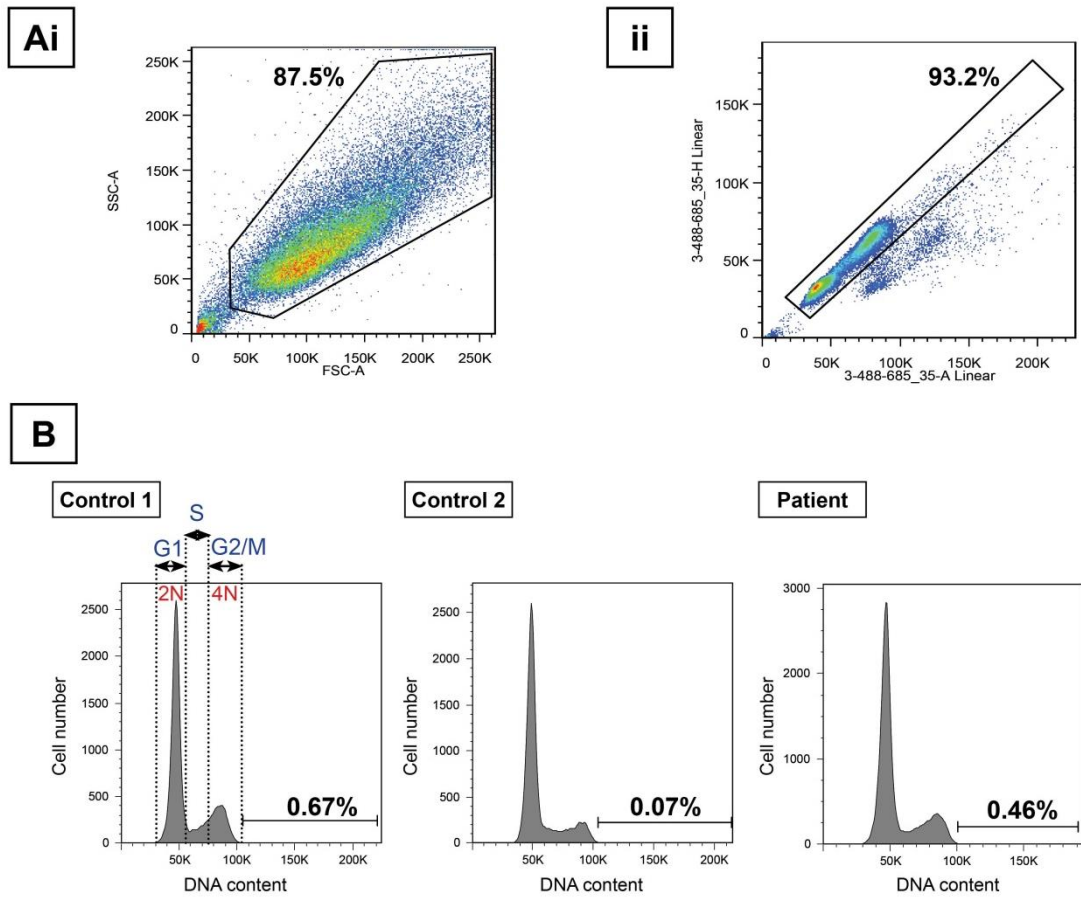 Ai
87.5%
250K
200K
150K
100K
50K
0
SSC-A
0 50K 100K 150K 200K 250K
FSC-A
ii
93.2%
150K
100K
50K
0
3-488-685_35-H Linear
0 50K 100K 150K 200K
3-488-685_35-A Linear
B
Control 1
S
G1 G2/M
2N 4N
2500
2000
1500
1000
500
0
Cell number
0.67%
50K 100K 150K 200K
DNA content
Control 2
2500
2000
1500
1000
500
0
Cell number
0.07%
50K 100K 150K 200K
DNA content
Patient
3000
2500
2000
1500
1000
500
0
Cell number
0.46%
50K 100K 150K
DNA content